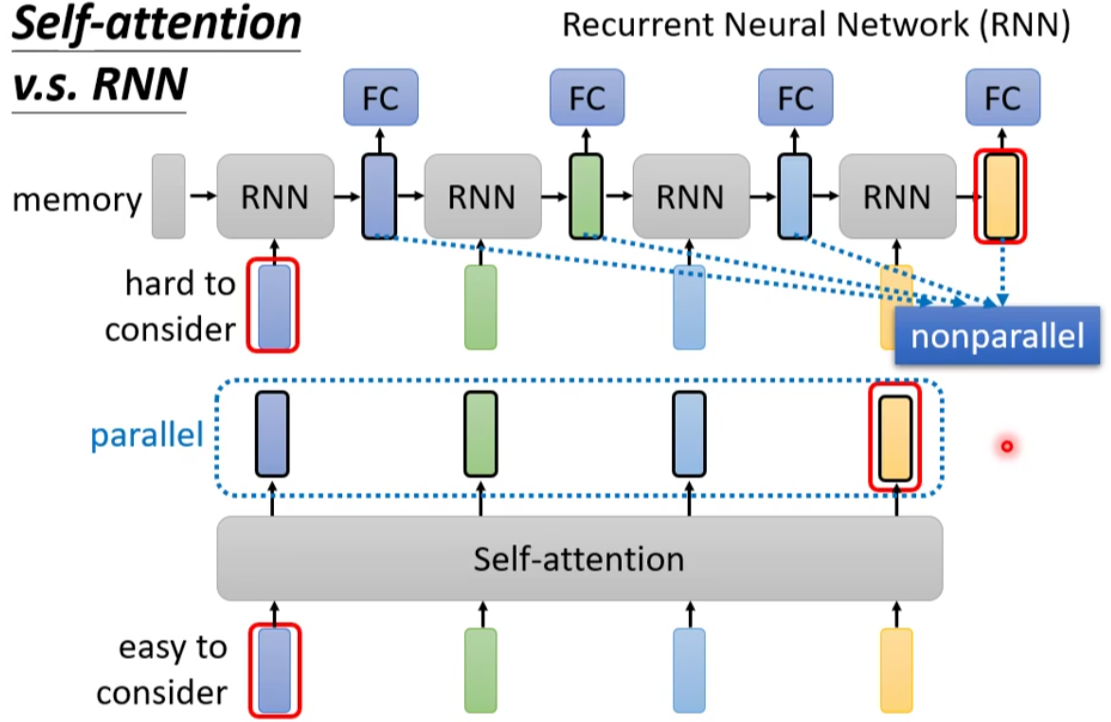 Self-attention
v.s. RNN
Recurrent Neural Network (RNN)
FC
FC
FC
FC
memory
RNN
RNN
RNN
RNN
hard to
consider
nonparallel
parallel
Self-attention
easy to
consider